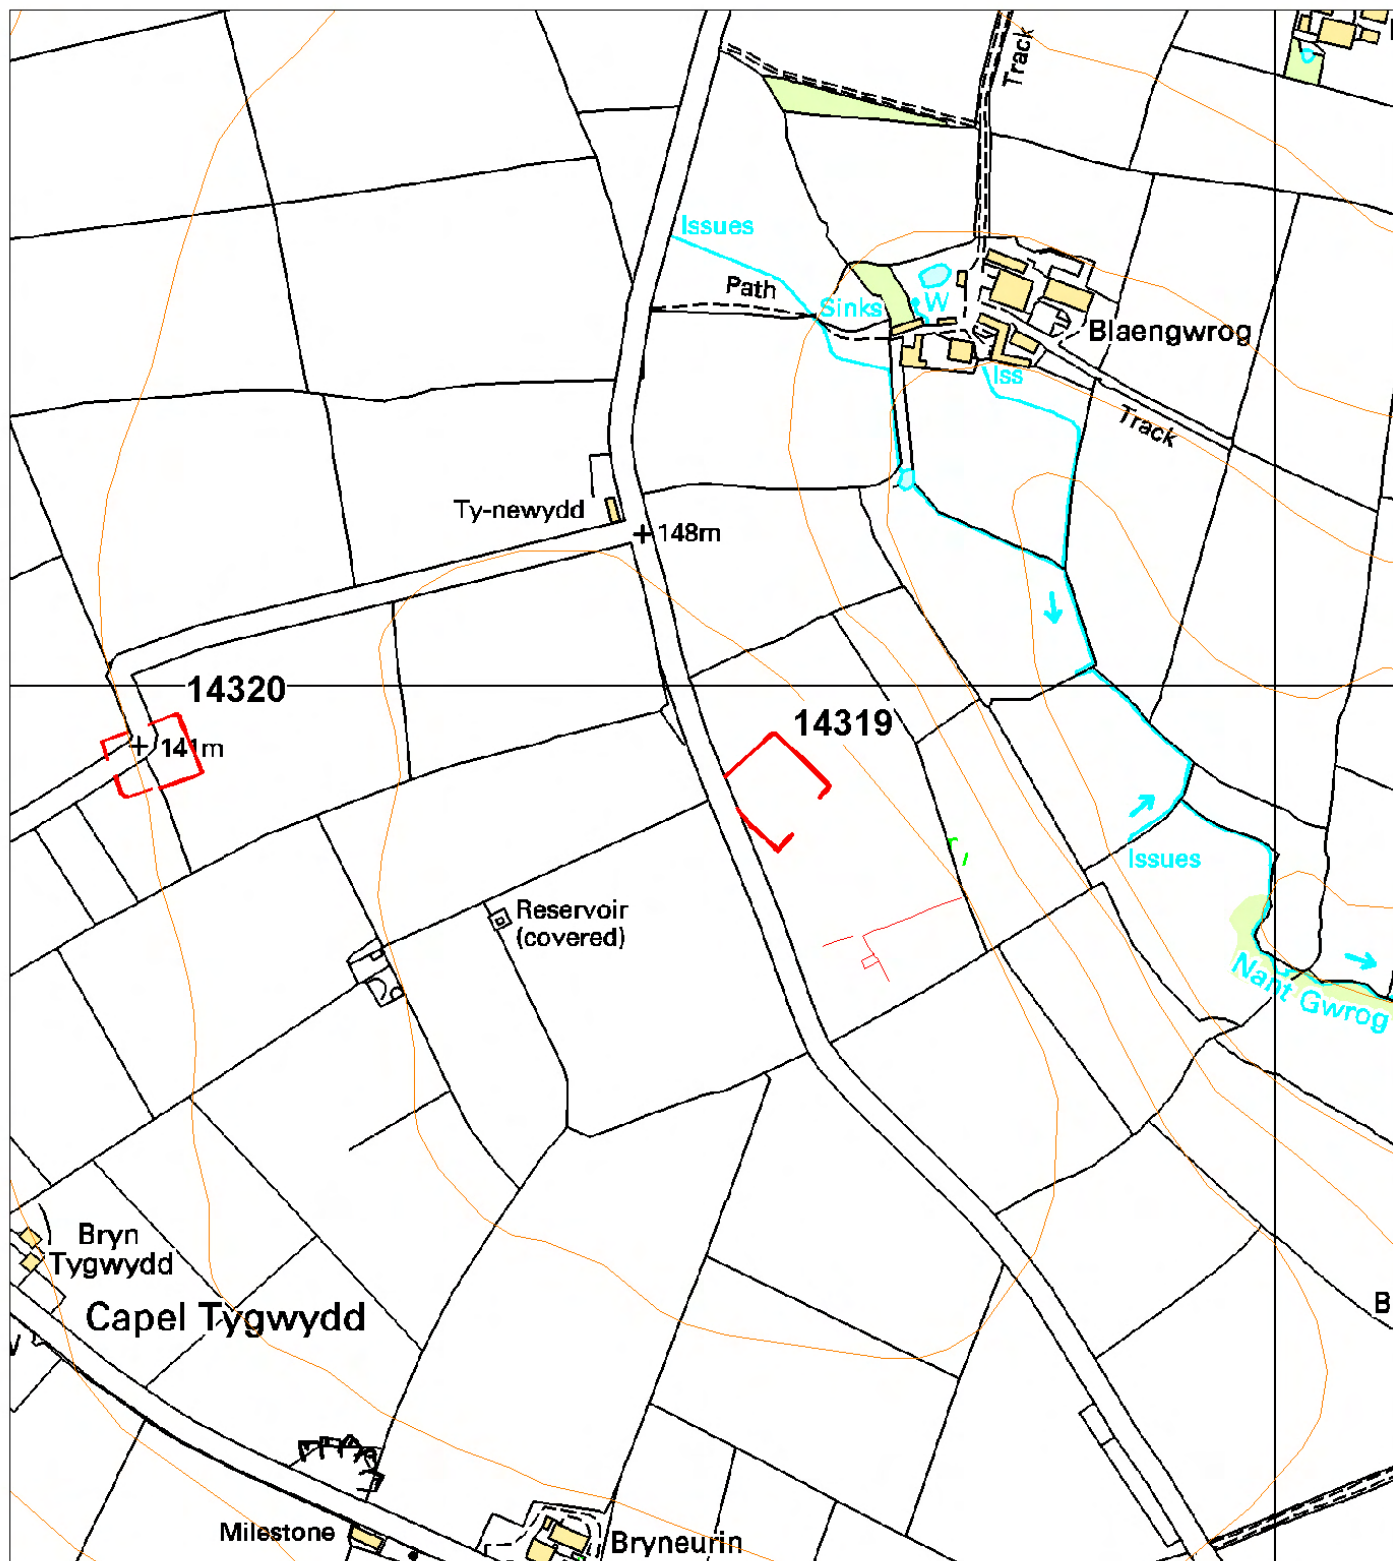 Track
Issues
Path
Sinks
W
Blaengwrog
Iss
Track
Ty-newydd
148m
14320
14319
141m
Issues
Reservoir
(covered)
Nant Gwrog
Bryn
Tygwydd
Capel Tygwydd
B
Milestone
Bryneurin